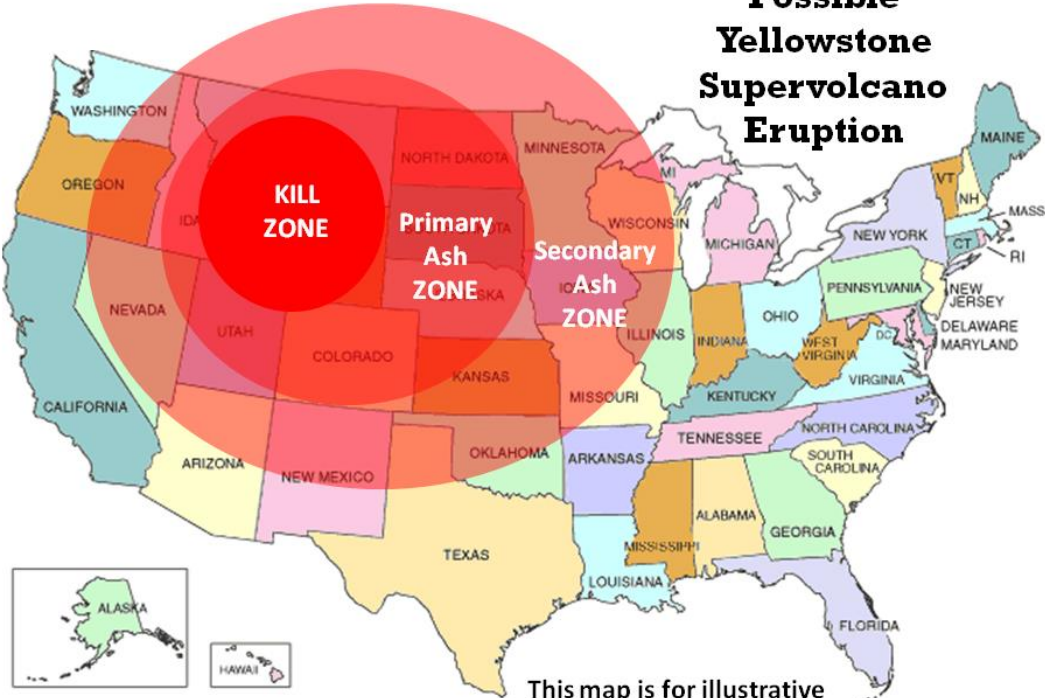 Possible
Yellowstone
Supervolcano
Eruption
WASHINGTON
OREGON
CALIFORNIA
NEVADA
UTAH
ARIZONA
COLORADO
NEW MEXICO
KILL
ZONE
NORTH DAKOTA
Primary
Ash
ZONE
KANSAS
OKLAHOMA
TEXAS
MINNESOTA
WISCONSIN
Secondary
Ash
ZONE
MISSOURI
ARKANSAS
LOUISIANA
MI
MICHIGAN
ILLINOIS
INDIANA
OHIO
KENTUCKY
TENNESSEE
MISSISSIPPI
ALABAMA
GEORGIA
FLORIDA
SOUTH
CAROLINA
NORTH CAROLINA
VIRGINIA
WEST
VIRGINIA
DC
PENNSYLVANIA
NEW YORK
MAINE
VT
NH
MASS
CT
RI
NEW
JERSEY
DELAWARE
MARYLAND
ALASKA
HAWAII
This map is for illustrative